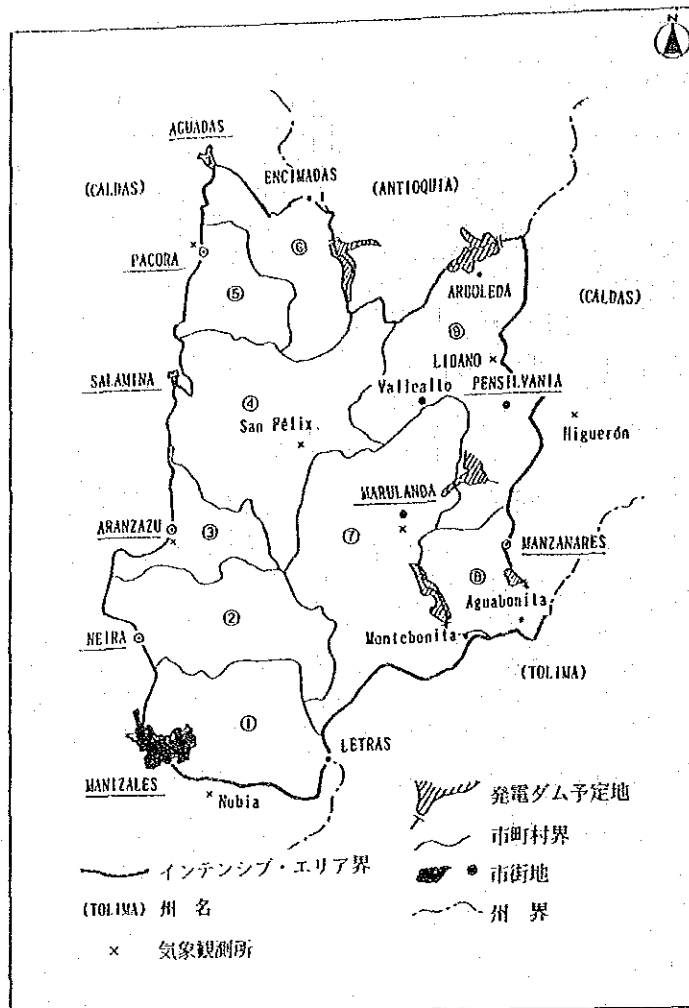 N
AGUADAS
ENCIMADAS
(CALDAS)
(ANTIOQUIA)
⑥
PACORA
ARBOLEDA
⑤
(CALDAS)
⑨
LIDANO
SALAMINA
Vallealto
PENSILVANIA
④
San Félix.
Higuerón
MARULANDA
ARANZAZU
③
⑦
MANZANARES
⑧
②
Aguabonita
NEIRA
Montebonita
(TOLIMA)
①
LETRAS
MANIZALES
Nubia
発電ダム予定地
市町村界
インテンシブ・エリア界
市街地
(TOLIMA) 州 名
州 界
× 気象観測所